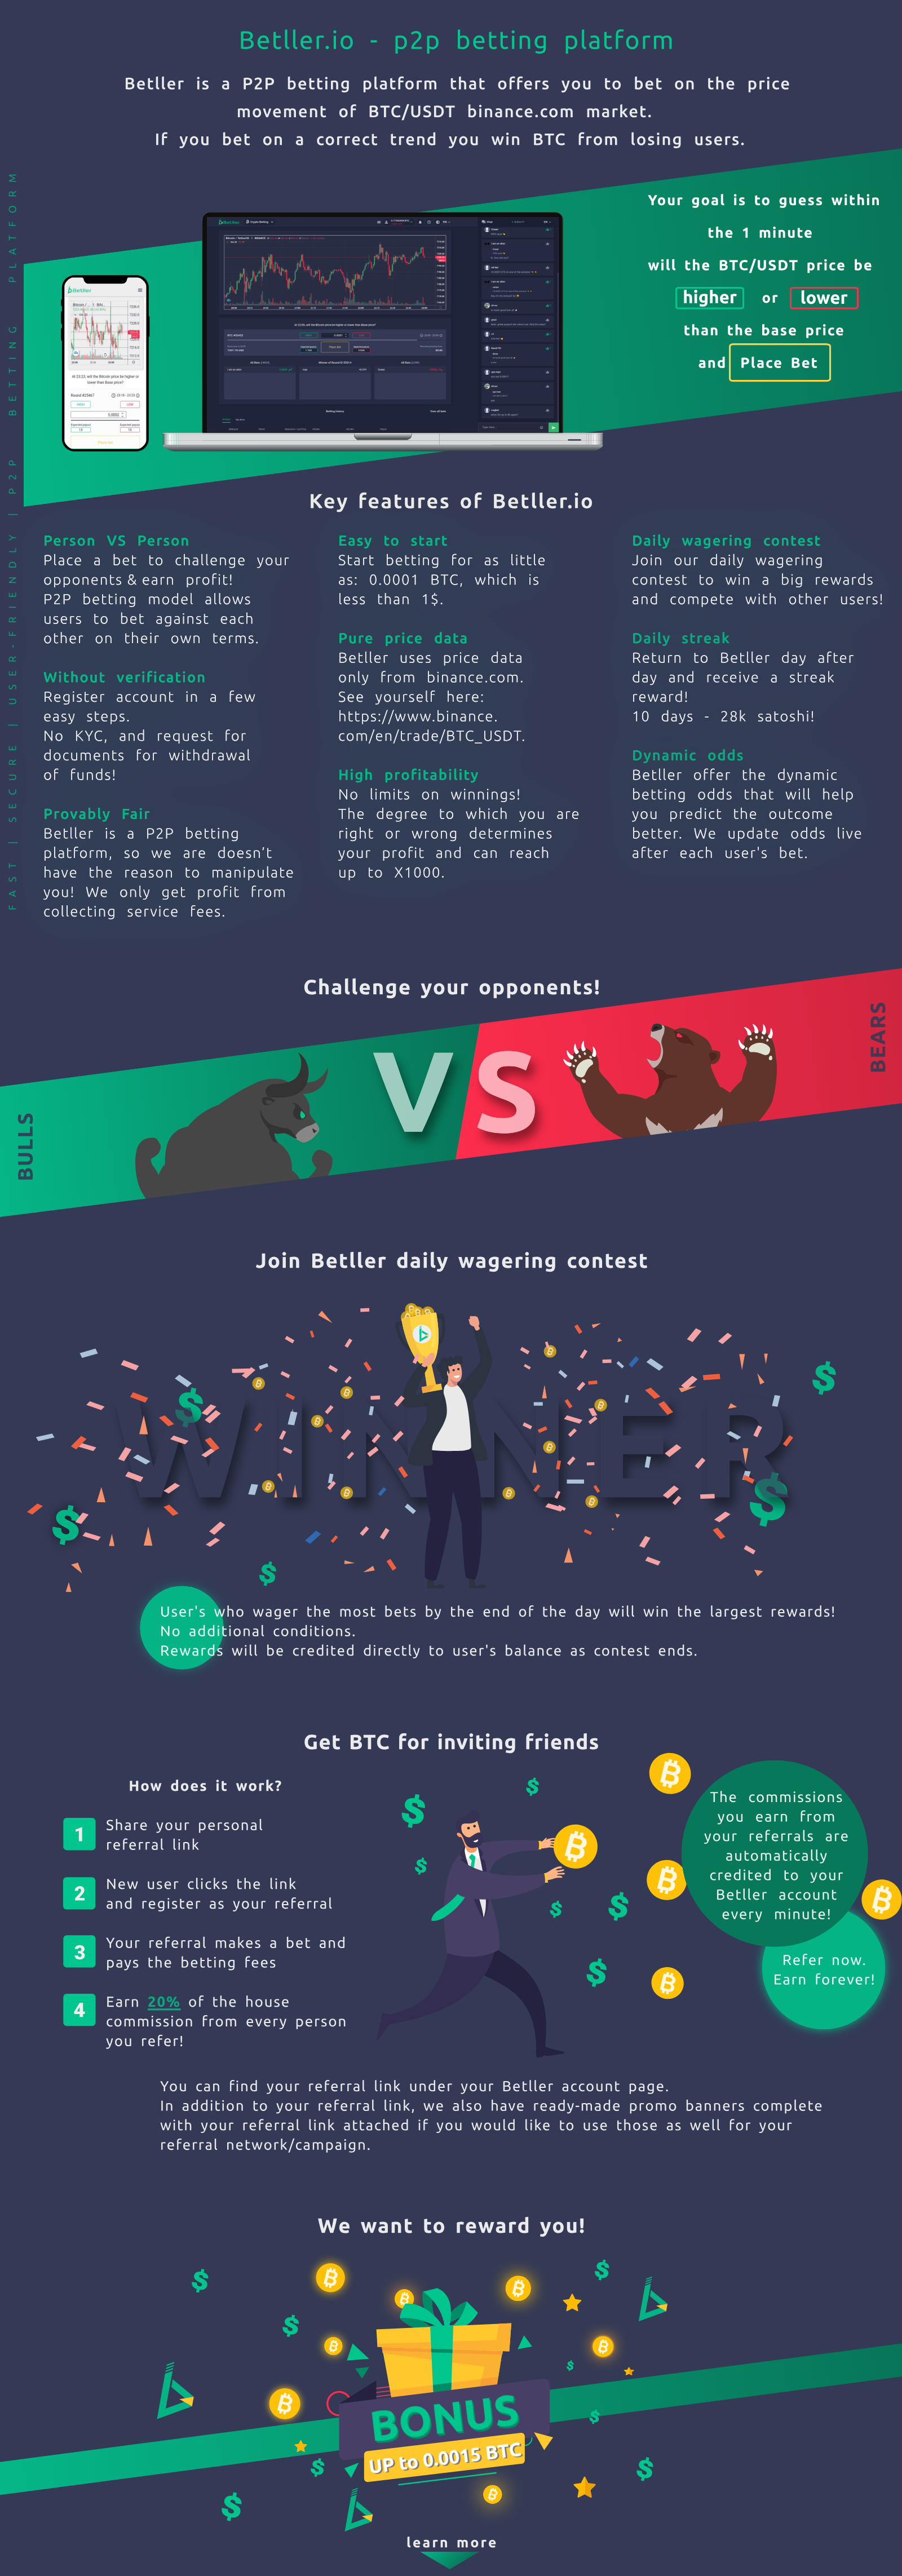 Betller.io - p2p betting platform
Betller is a P2P betting platform that offers you to bet on the price
movement of BTC/USDT binance.com market.
If you bet on a correct trend you win BTC from losing users.
FAST | SECURE | USER-FRIENDLY | P2P BETTING PLATFORM
Your goal is to guess within
the 1 minute
will the BTC/USDT price be
higher or lower
than the base price
and Place Bet
Betller
Key features of Betller.io
Person VS Person
Place a bet to challenge your
opponents & earn profit!
P2P betting model allows
users to bet against each
other on their own terms.
Without verification
Register account in a few
easy steps.
No KYC, and request for
documents for withdrawal
of funds!
Provably Fair
Betller is a P2P betting
platform, so we are doesn't
have the reason to manipulate
you! We only get profit from
collecting service fees.
Easy to start
Start betting for as little
as: 0.0001 BTC, which is
less than 1$.
Pure price data
Betller uses price data
only from binance.com.
See yourself here:
https://www.binance.
com/en/trade/BTC_USDT.
High profitability
No limits on winnings!
The degree to which you are
right or wrong determines
your profit and can reach
up to X1000.
Daily wagering contest
Join our daily wagering
contest to win a big rewards
and compete with other users!
Daily streak
Return to Betller day after
day and receive a streak
reward!
10 days - 28k satoshi!
Dynamic odds
Betller offer the dynamic
betting odds that will help
you predict the outcome
better. We update odds live
after each user's bet.
Challenge your opponents!
BULLS
VS
BEARS
Join Betller daily wagering contest
WINNER
User's who wager the most bets by the end of the day will win the largest rewards!
No additional conditions.
Rewards will be credited directly to user's balance as contest ends.
Get BTC for inviting friends
How does it work?
1 Share your personal
referral link
2 New user clicks the link
and register as your referral
3 Your referral makes a bet and
pays the betting fees
4 Earn 20% of the house
commission from every person
you refer!
The commissions
you earn from
your referrals are
automatically
credited to your
Betller account
every minute!
Refer now.
Earn forever!
You can find your referral link under your Betller account page.
In addition to your referral link, we also have ready-made promo banners complete
with your referral link attached if you would like to use those as well for your
referral network/campaign.
We want to reward you!
BONUS
UP to 0.0015 BTC
learn more